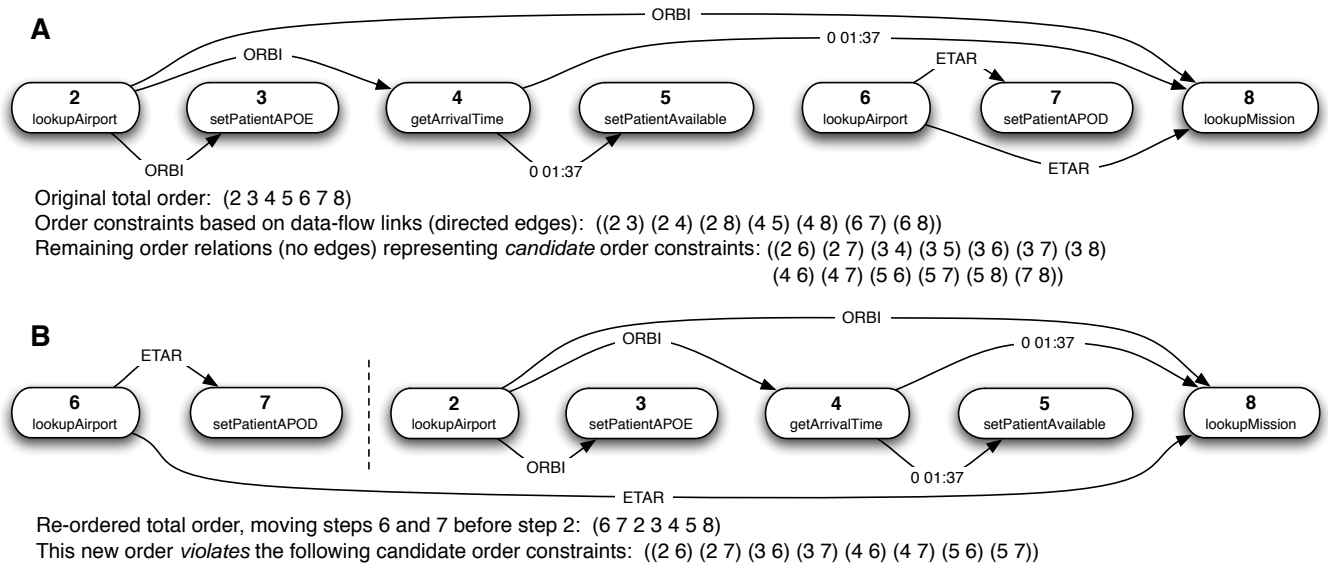 A
ORBI
ORBI
0 01:37
ETAR
2
lookupAirport
3
setPatientAPOE
4
getArrivalTime
5
setPatientAvailable
6
lookupAirport
7
setPatientAPOD
8
lookupMission
ORBI
0 01:37
ETAR
Original total order: (2 3 4 5 6 7 8)
Order constraints based on data-flow links (directed edges): ((2 3) (2 4) (2 8) (4 5) (4 8) (6 7) (6 8))
Remaining order relations (no edges) representing candidate order constraints: ((2 6) (2 7) (3 4) (3 5) (3 6) (3 7) (3 8)
(4 6) (4 7) (5 6) (5 7) (5 8) (7 8))
B
ORBI
ETAR
ORBI
0 01:37
6
lookupAirport
7
setPatientAPOD
2
lookupAirport
3
setPatientAPOE
4
getArrivalTime
5
setPatientAvailable
8
lookupMission
ORBI
0 01:37
ETAR
Re-ordered total order, moving steps 6 and 7 before step 2: (6 7 2 3 4 5 8)
This new order violates the following candidate order constraints: ((2 6) (2 7) (3 6) (3 7) (4 6) (4 7) (5 6) (5 7))